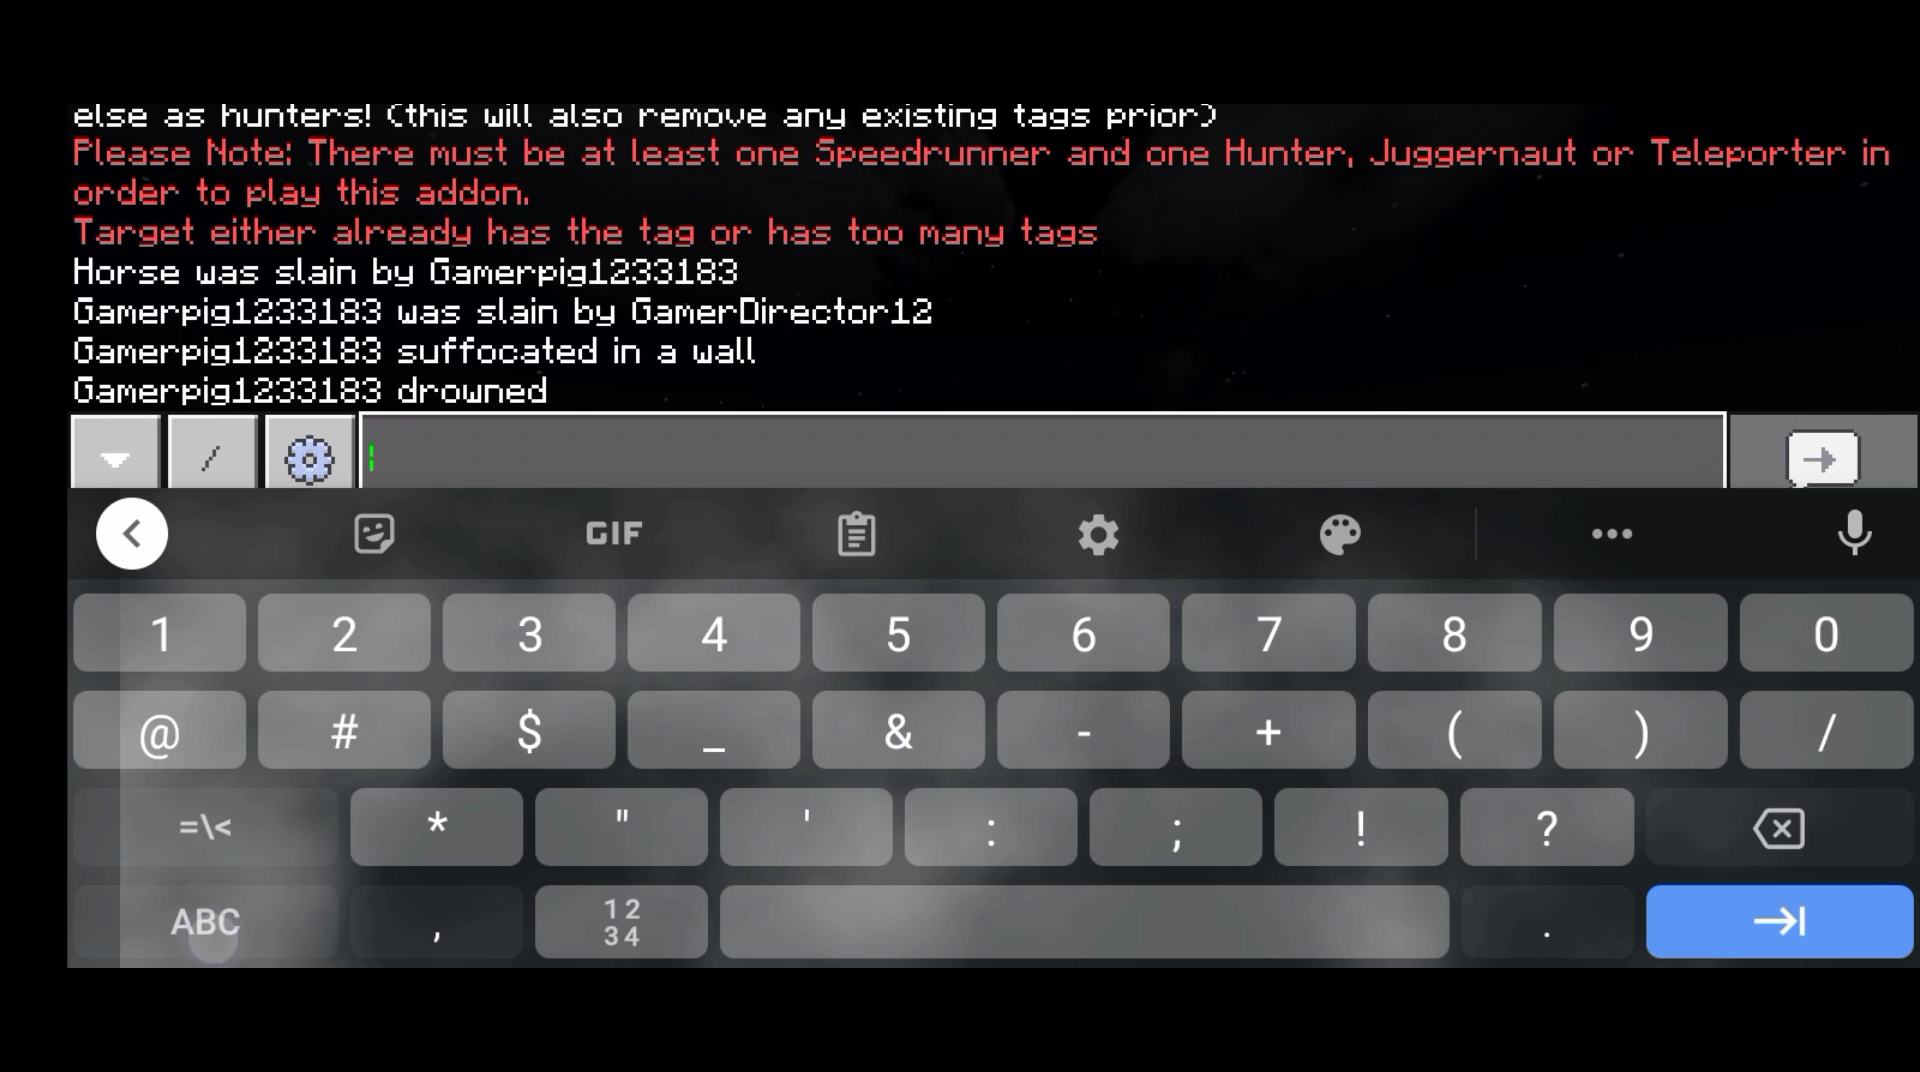 else as hunters! (this will also remove any existing tags prior)
Please Note: There must be at least one Speedrunner and one Hunter, Juggernaut or Teleporter in
order to play this addon.
Target either already has the tag or has too many tags
Horse was slain by Gamerpig1233183
Gamerpig1233183 was slain by GamerDirector12
Gamerpig1233183 suffocated in a wall
Gamerpig1233183 drowned
/
GIF
1 2 3 4 5 6 7 8 9 0
@ # $ _ & - + ( ) /
=\< * " ' : ; ! ?
ABC , 12 34 .